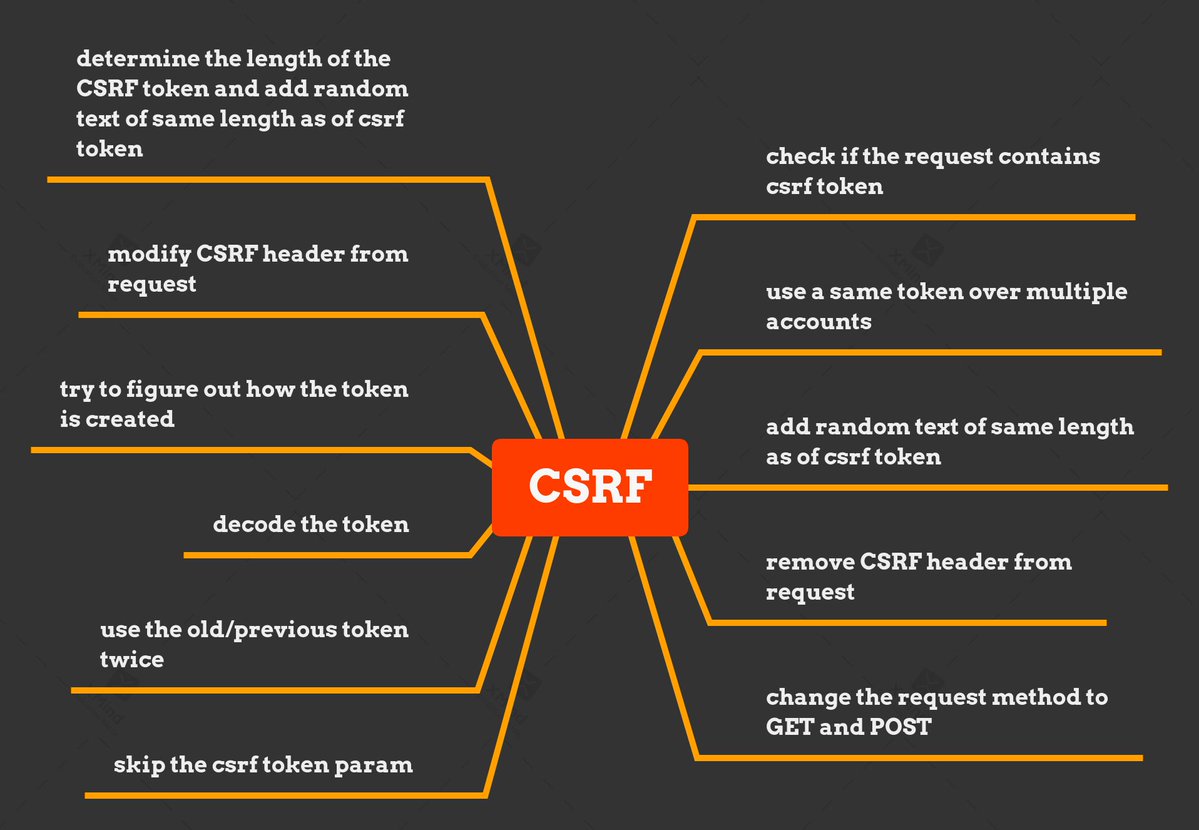 determine the length of the
CSRF token and add random
text of same length as of csrf
token
modify CSRF header from
request
try to figure out how the token
is created
decode the token
use the old/previous token
twice
skip the csrf token param
CSRF
check if the request contains
csrf token
use a same token over multiple
accounts
add random text of same length
as of csrf token
remove CSRF header from
request
change the request method to
GET and POST
Xmind
Xmind
Xmind
Xmind